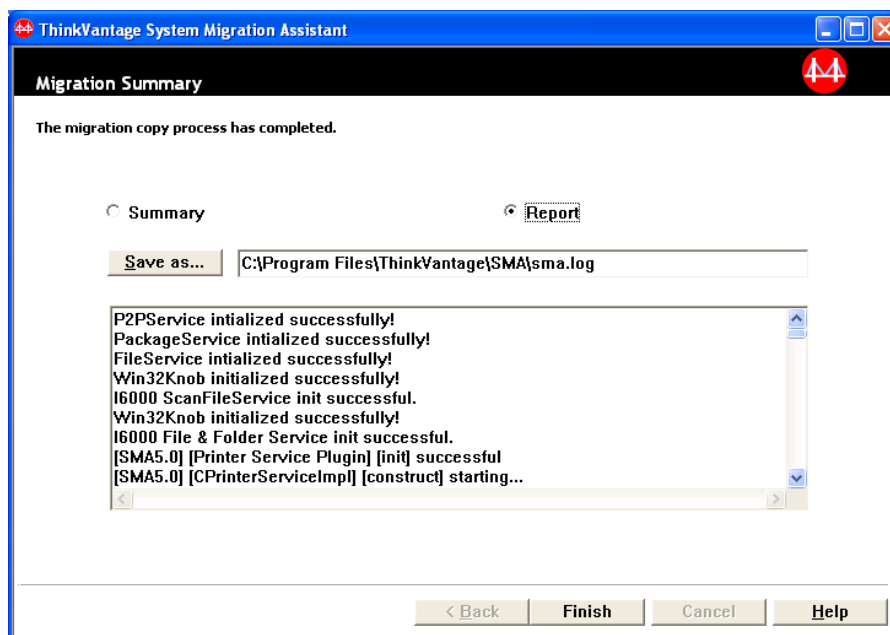 ThinkVantage System Migration Assistant
Migration Summary
The migration copy process has completed.
Summary
Report
Save as...
C:\Program Files\ThinkVantage\SMA\sma.log
P2PService intialized successfully!
PackageService intialized successfully!
FileService intialized successfully!
Win32Knob initialized successfully!
I6000 ScanFileService init successful.
Win32Knob initialized successfully!
I6000 File & Folder Service init successful.
[SMA5.0] [Printer Service Plugin] [init] successful
[SMA5.0] [CPrinterServiceImpl] [construct] starting...
< Back
Finish
Cancel
Help